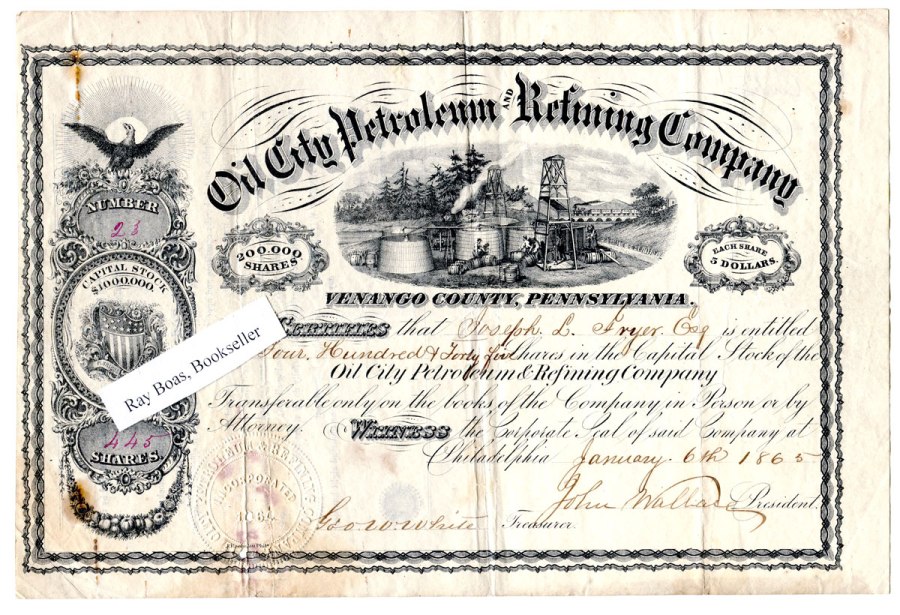 Oil City Petroleum AND Refining Company
NUMBER
23
CAPITAL STOCK
$1000.000.
200.000
SHARES
EACH SHARE
5 DOLLARS.
VENANGO COUNTY, PENNSYLVANIA.
CERTIFIES that Joseph L. Fryer Esq is entitled
Four Hundred & Forty Five Shares in the Capital Stock of the
Oil City Petroleum & Refining Company
Transferable only on the books of the Company in Person or by
Attorney. WITNESS the Corporate Seal of said Company at
Philadelphia January 6th 1865
445
SHARES.
John Wallace President.
Geo W White Treasurer.
INCORPORATED
1864
Ray Boas, Bookseller